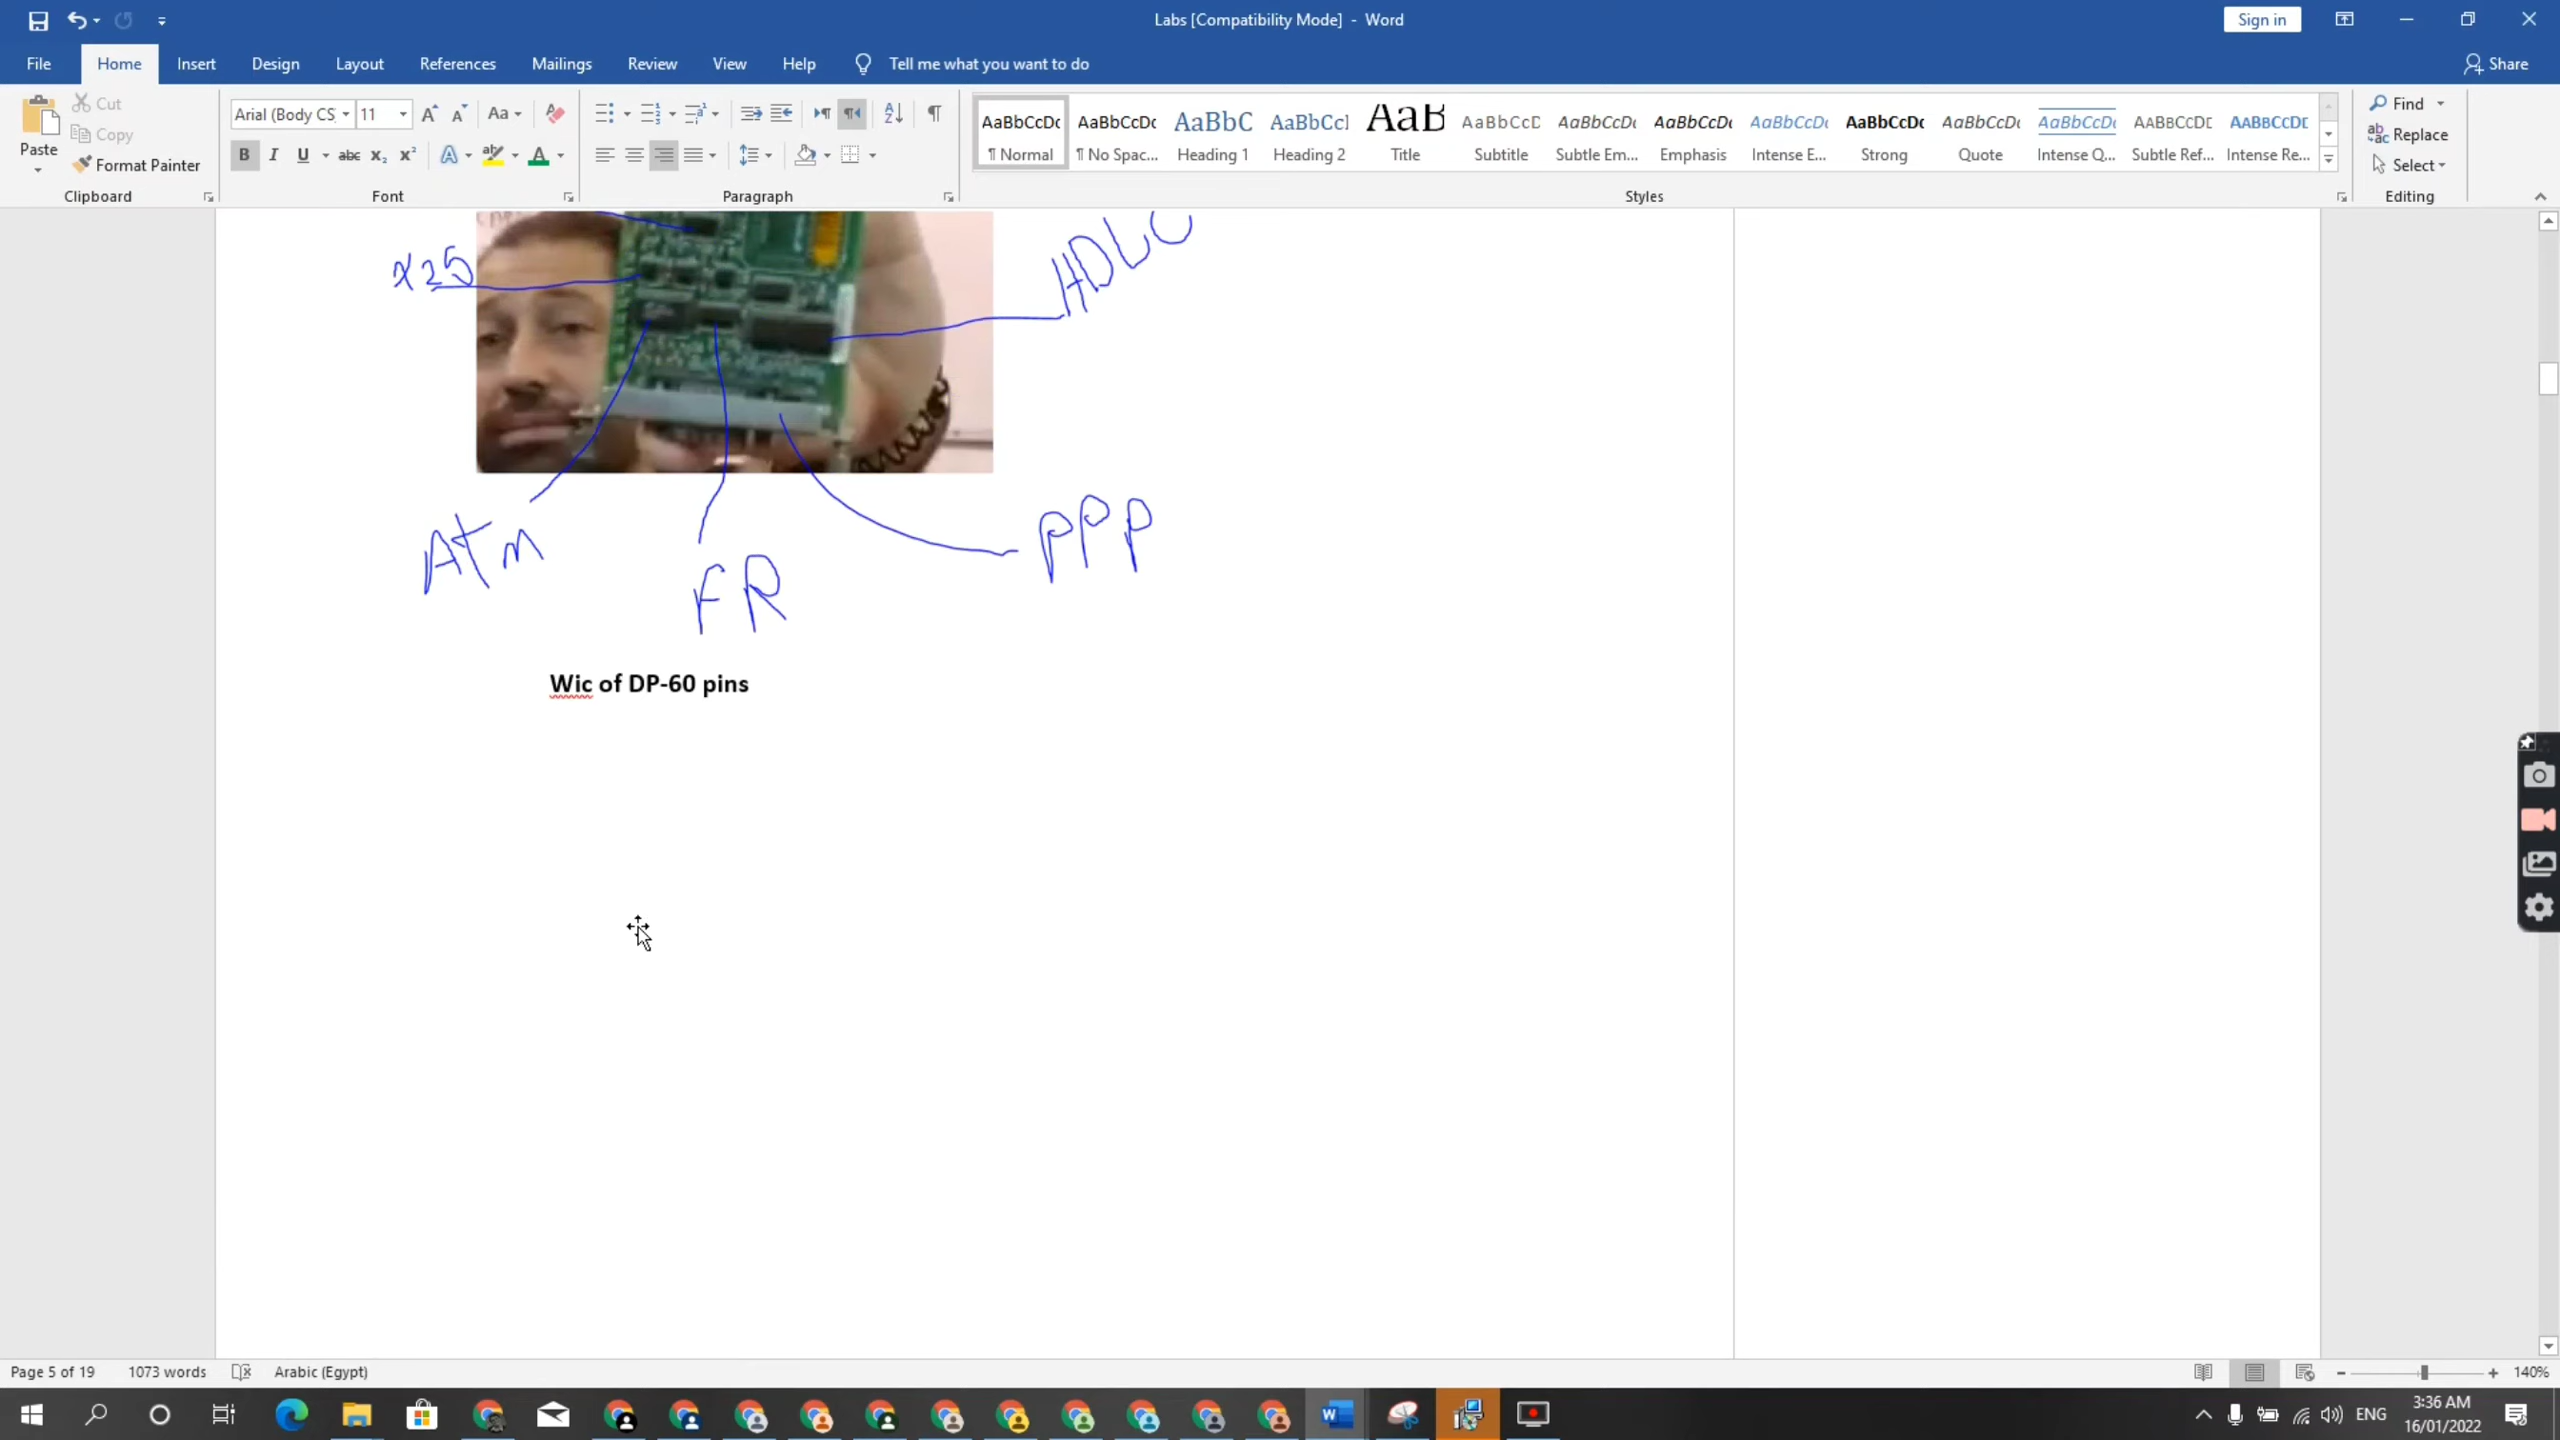 Labs [Compatibility Mode] - Word
Sign in
File Home Insert Design Layout References Mailings Review View Help Tell me what you want to do
Share
Paste
Cut
Copy
Format Painter
Clipboard
Arial (Body CS
11
Font
Paragraph
AaBbCcDc AaBbCcDc AaBbC AaBbCcI AaB AaBbCcD AaBbCcDc AaBbCcDc AaBbCcDc AaBbCcDc AaBbCcDc AaBbCcDc AaBbCcDc AaBbCcDc
¶ Normal ¶ No Spac... Heading 1 Heading 2 Title Subtitle Subtle Em... Emphasis Intense E... Strong Quote Intense Q... Subtle Ref... Intense Re...
Styles
Find
Replace
Select
Editing
X25
HDLC
ATm
FR
PPP
Wic of DP-60 pins
Page 5 of 19 1073 words Arabic (Egypt)
140%
ENG
3:36 AM
16/01/2022